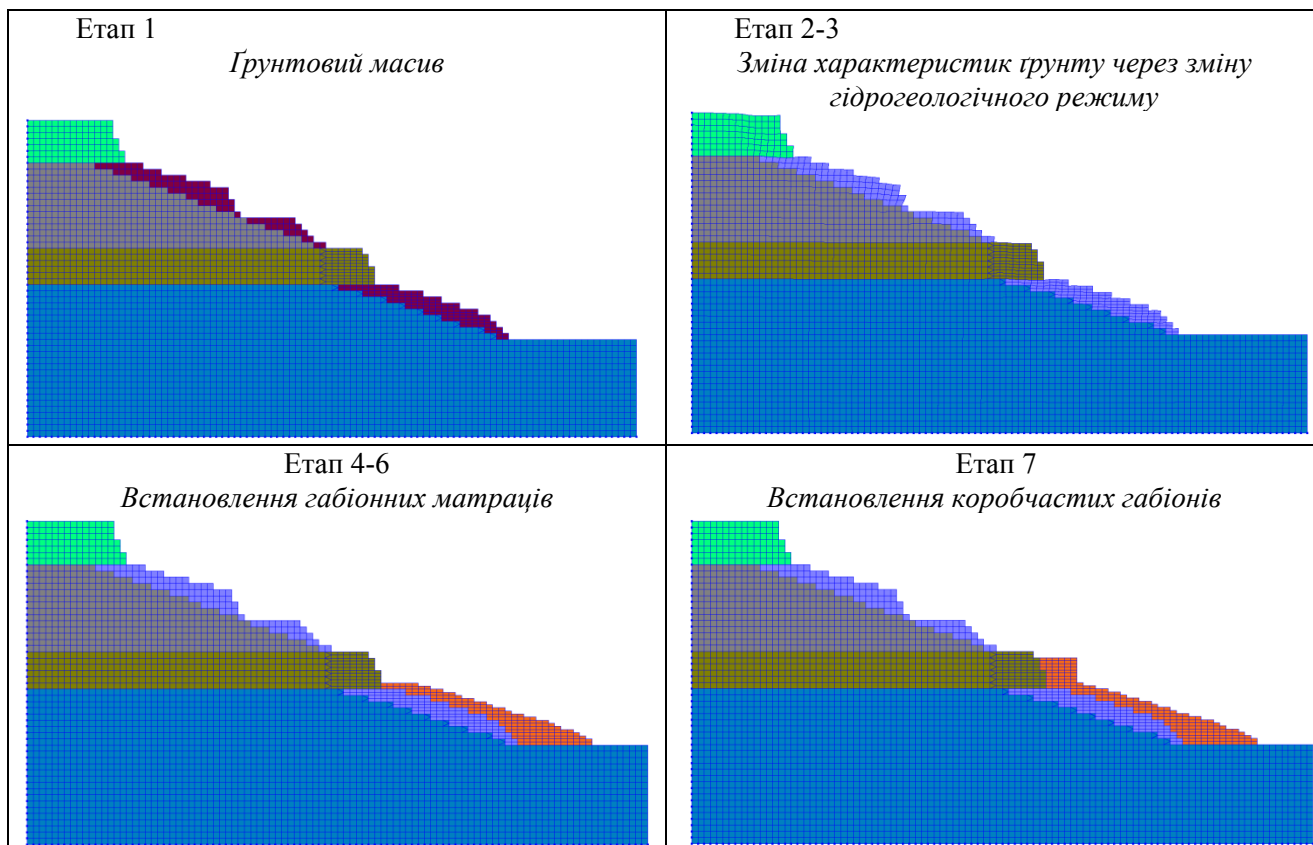 Етап 1
Ґрунтовий масив
Етап 2-3
Зміна характеристик ґрунту через зміну
гідрогеологічного режиму
Етап 4-6
Встановлення габіонних матраців
Етап 7
Встановлення коробчастих габіонів